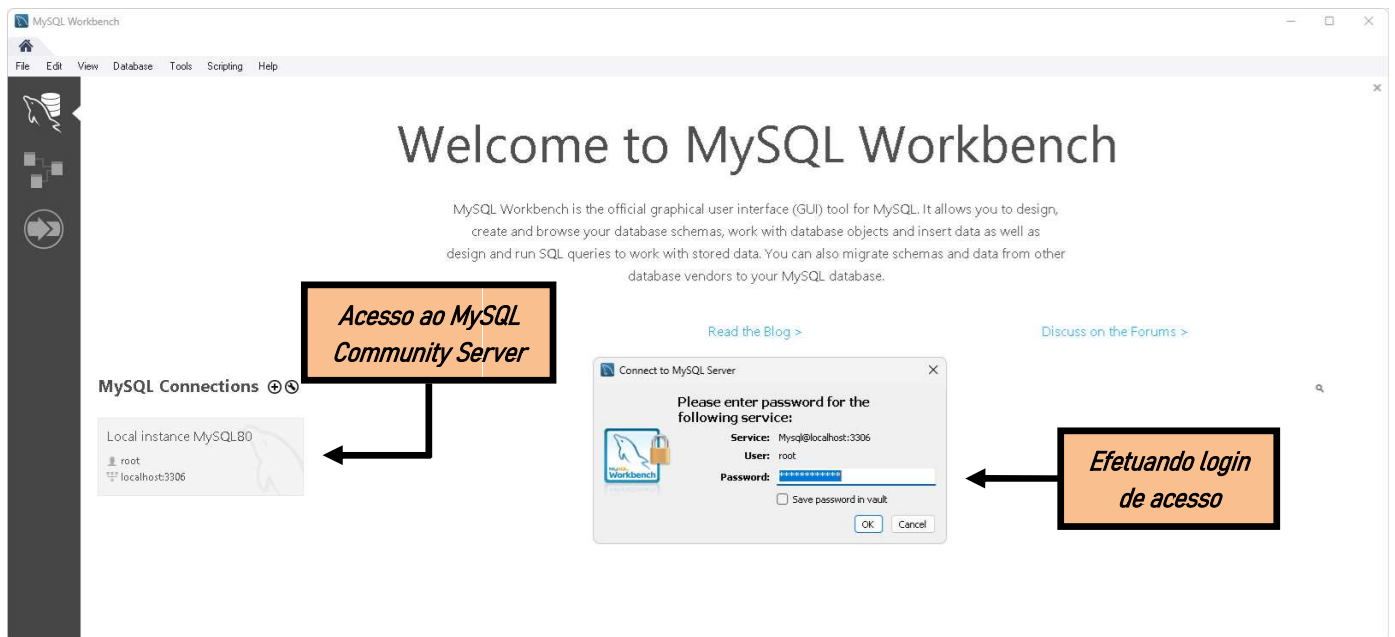 MySQL Workbench
File Edit View Database Tools Scripting Help
Welcome to MySQL Workbench
MySQL Workbench is the official graphical user interface (GUI) tool for MySQL. It allows you to design,
create and browse your database schemas, work with database objects and insert data as well as
design and run SQL queries to work with stored data. You can also migrate schemas and data from other
database vendors to your MySQL database.
Acesso ao MySQL
Community Server
Read the Blog >
Discuss on the Forums >
MySQL Connections
Local instance MySQL80
root
localhost:3306
Connect to MySQL Server
Please enter password for the
following service:
Service: Mysql@localhost:3306
User: root
Password: ************
Save password in vault
OK Cancel
MySQL
Workbench
Efetuando login
de acesso